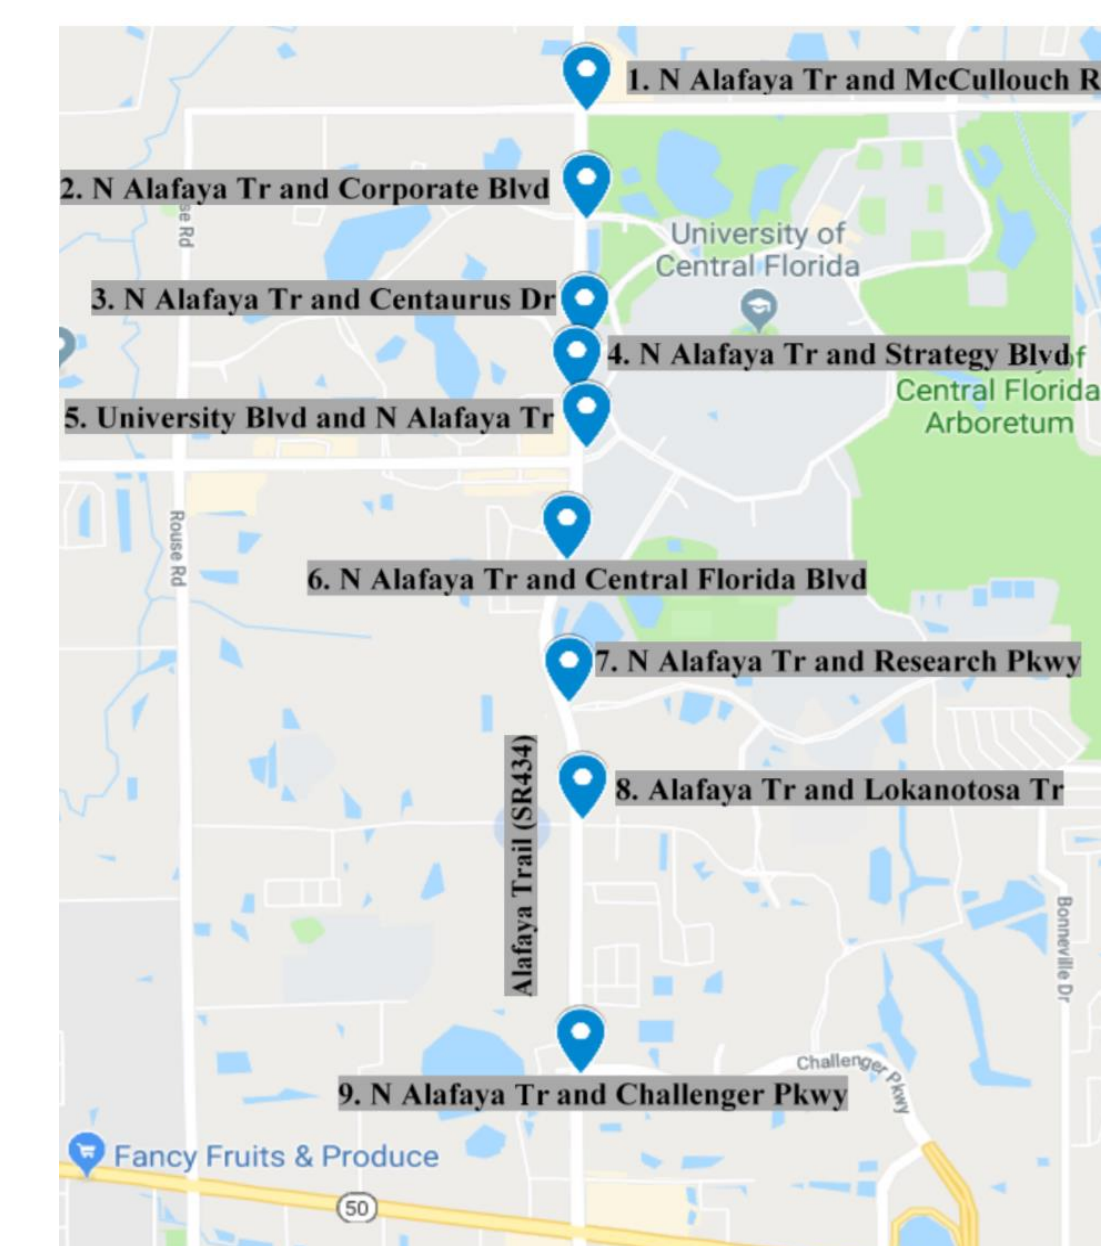 1. N Alafaya Tr and McCullouch R
2. N Alafaya Tr and Corporate Blvd
se Rd
University of
Central Florida
3. N Alafaya Tr and Centaurus Dr
4. N Alafaya Tr and Strategy Blvd
of
Central Florida
Arboretum
5. University Blvd and N Alafaya Tr
Rouse Rd
6. N Alafaya Tr and Central Florida Blvd
7. N Alafaya Tr and Research Pkwy
Alafaya Trail (SR434)
8. Alafaya Tr and Lokanotosa Tr
Bonneville Dr
Challenger Pkwy
9. N Alafaya Tr and Challenger Pkwy
Fancy Fruits & Produce
50